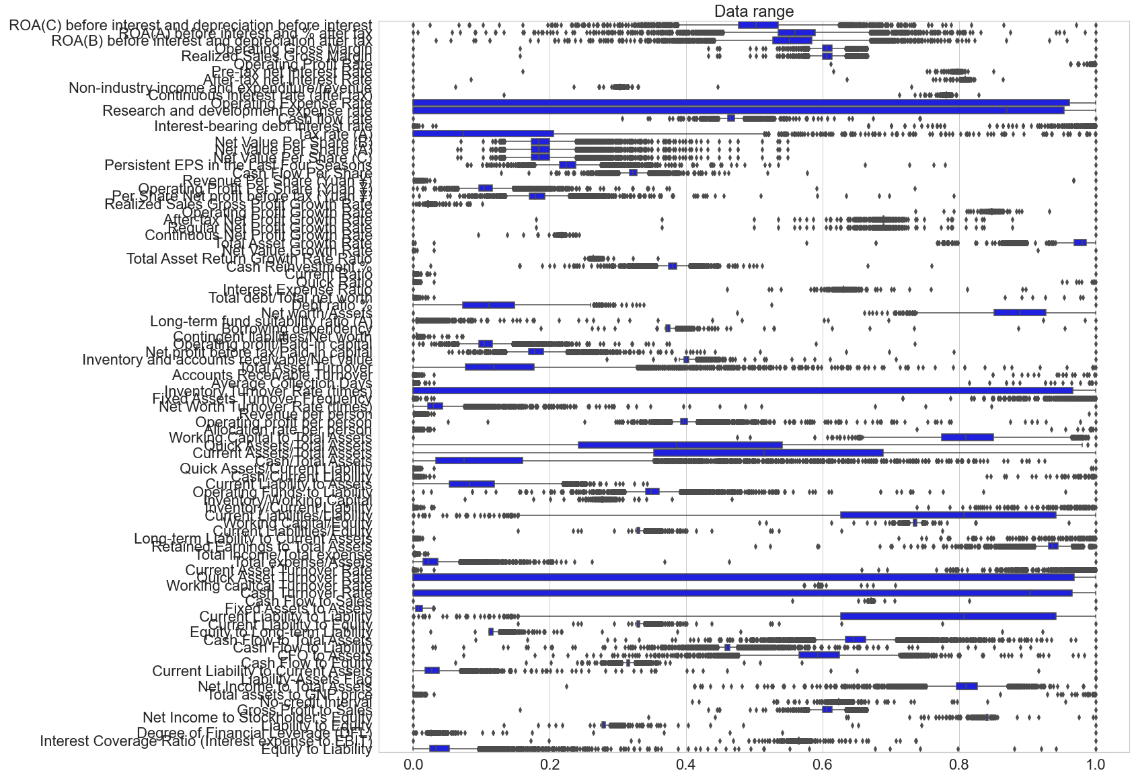 Data range
ROA(C) before interest and depreciation before interest
ROA(A) before interest and % after tax
ROA(B) before interest and depreciation after tax
Operating Gross Margin
Realized Sales Gross Margin
Operating Profit Rate
Pre-tax net Interest Rate
After-tax net Interest Rate
Non-industry income and expenditure/revenue
Continuous interest rate (after tax)
Operating Expense Rate
Research and development expense rate
Cash flow rate
Interest-bearing debt interest rate
Tax rate (A)
Net Value Per Share (B)
Net Value Per Share (A)
Net Value Per Share (C)
Persistent EPS in the Last Four Seasons
Cash Flow Per Share
Revenue Per Share (Yuan ¥)
Operating Profit Per Share (Yuan ¥)
Per Share Net profit before tax (Yuan ¥)
Realized Sales Gross Profit Growth Rate
Operating Profit Growth Rate
After-tax Net Profit Growth Rate
Regular Net Profit Growth Rate
Continuous Net Profit Growth Rate
Total Asset Growth Rate
Net Value Growth Rate
Total Asset Return Growth Rate Ratio
Cash Reinvestment %
Current Ratio
Quick Ratio
Interest Expense Ratio
Total debt/Total net worth
Debt ratio %
Net worth/Assets
Long-term fund suitability ratio (A)
Borrowing dependency
Contingent liabilities/Net worth
Operating profit/Paid-in capital
Net profit before tax/Paid-in capital
Inventory and accounts receivable/Net value
Total Asset Turnover
Accounts Receivable Turnover
Average Collection Days
Inventory Turnover Rate (times)
Fixed Assets Turnover Frequency
Net Worth Turnover Rate (times)
Revenue per person
Operating profit per person
Allocation rate per person
Working Capital to Total Assets
Quick Assets/Total Assets
Current Assets/Total Assets
Cash/Total Assets
Quick Assets/Current Liability
Cash/Current Liability
Current Liability to Assets
Operating Funds to Liability
Inventory/Working Capital
Inventory/Current Liability
Current Liabilities/Liability
Working Capital/Equity
Current Liabilities/Equity
Long-term Liability to Current Assets
Retained Earnings to Total Assets
Total income/Total expense
Total expense/Assets
Current Asset Turnover Rate
Quick Asset Turnover Rate
Working capitcal Turnover Rate
Cash Turnover Rate
Cash Flow to Sales
Fixed Assets to Assets
Current Liability to Liability
Current Liability to Equity
Equity to Long-term Liability
Cash Flow to Total Assets
Cash Flow to Liability
CFO to Assets
Cash Flow to Equity
Current Liability to Current Assets
Liability-Assets Flag
Net Income to Total Assets
Total assets to GNP price
No-credit Interval
Gross Profit to Sales
Net Income to Stockholder's Equity
Liability to Equity
Degree of Financial Leverage (DFL)
Interest Coverage Ratio (Interest expense to EBIT)
Equity to Liability
0.0 0.2 0.4 0.6 0.8 1.0